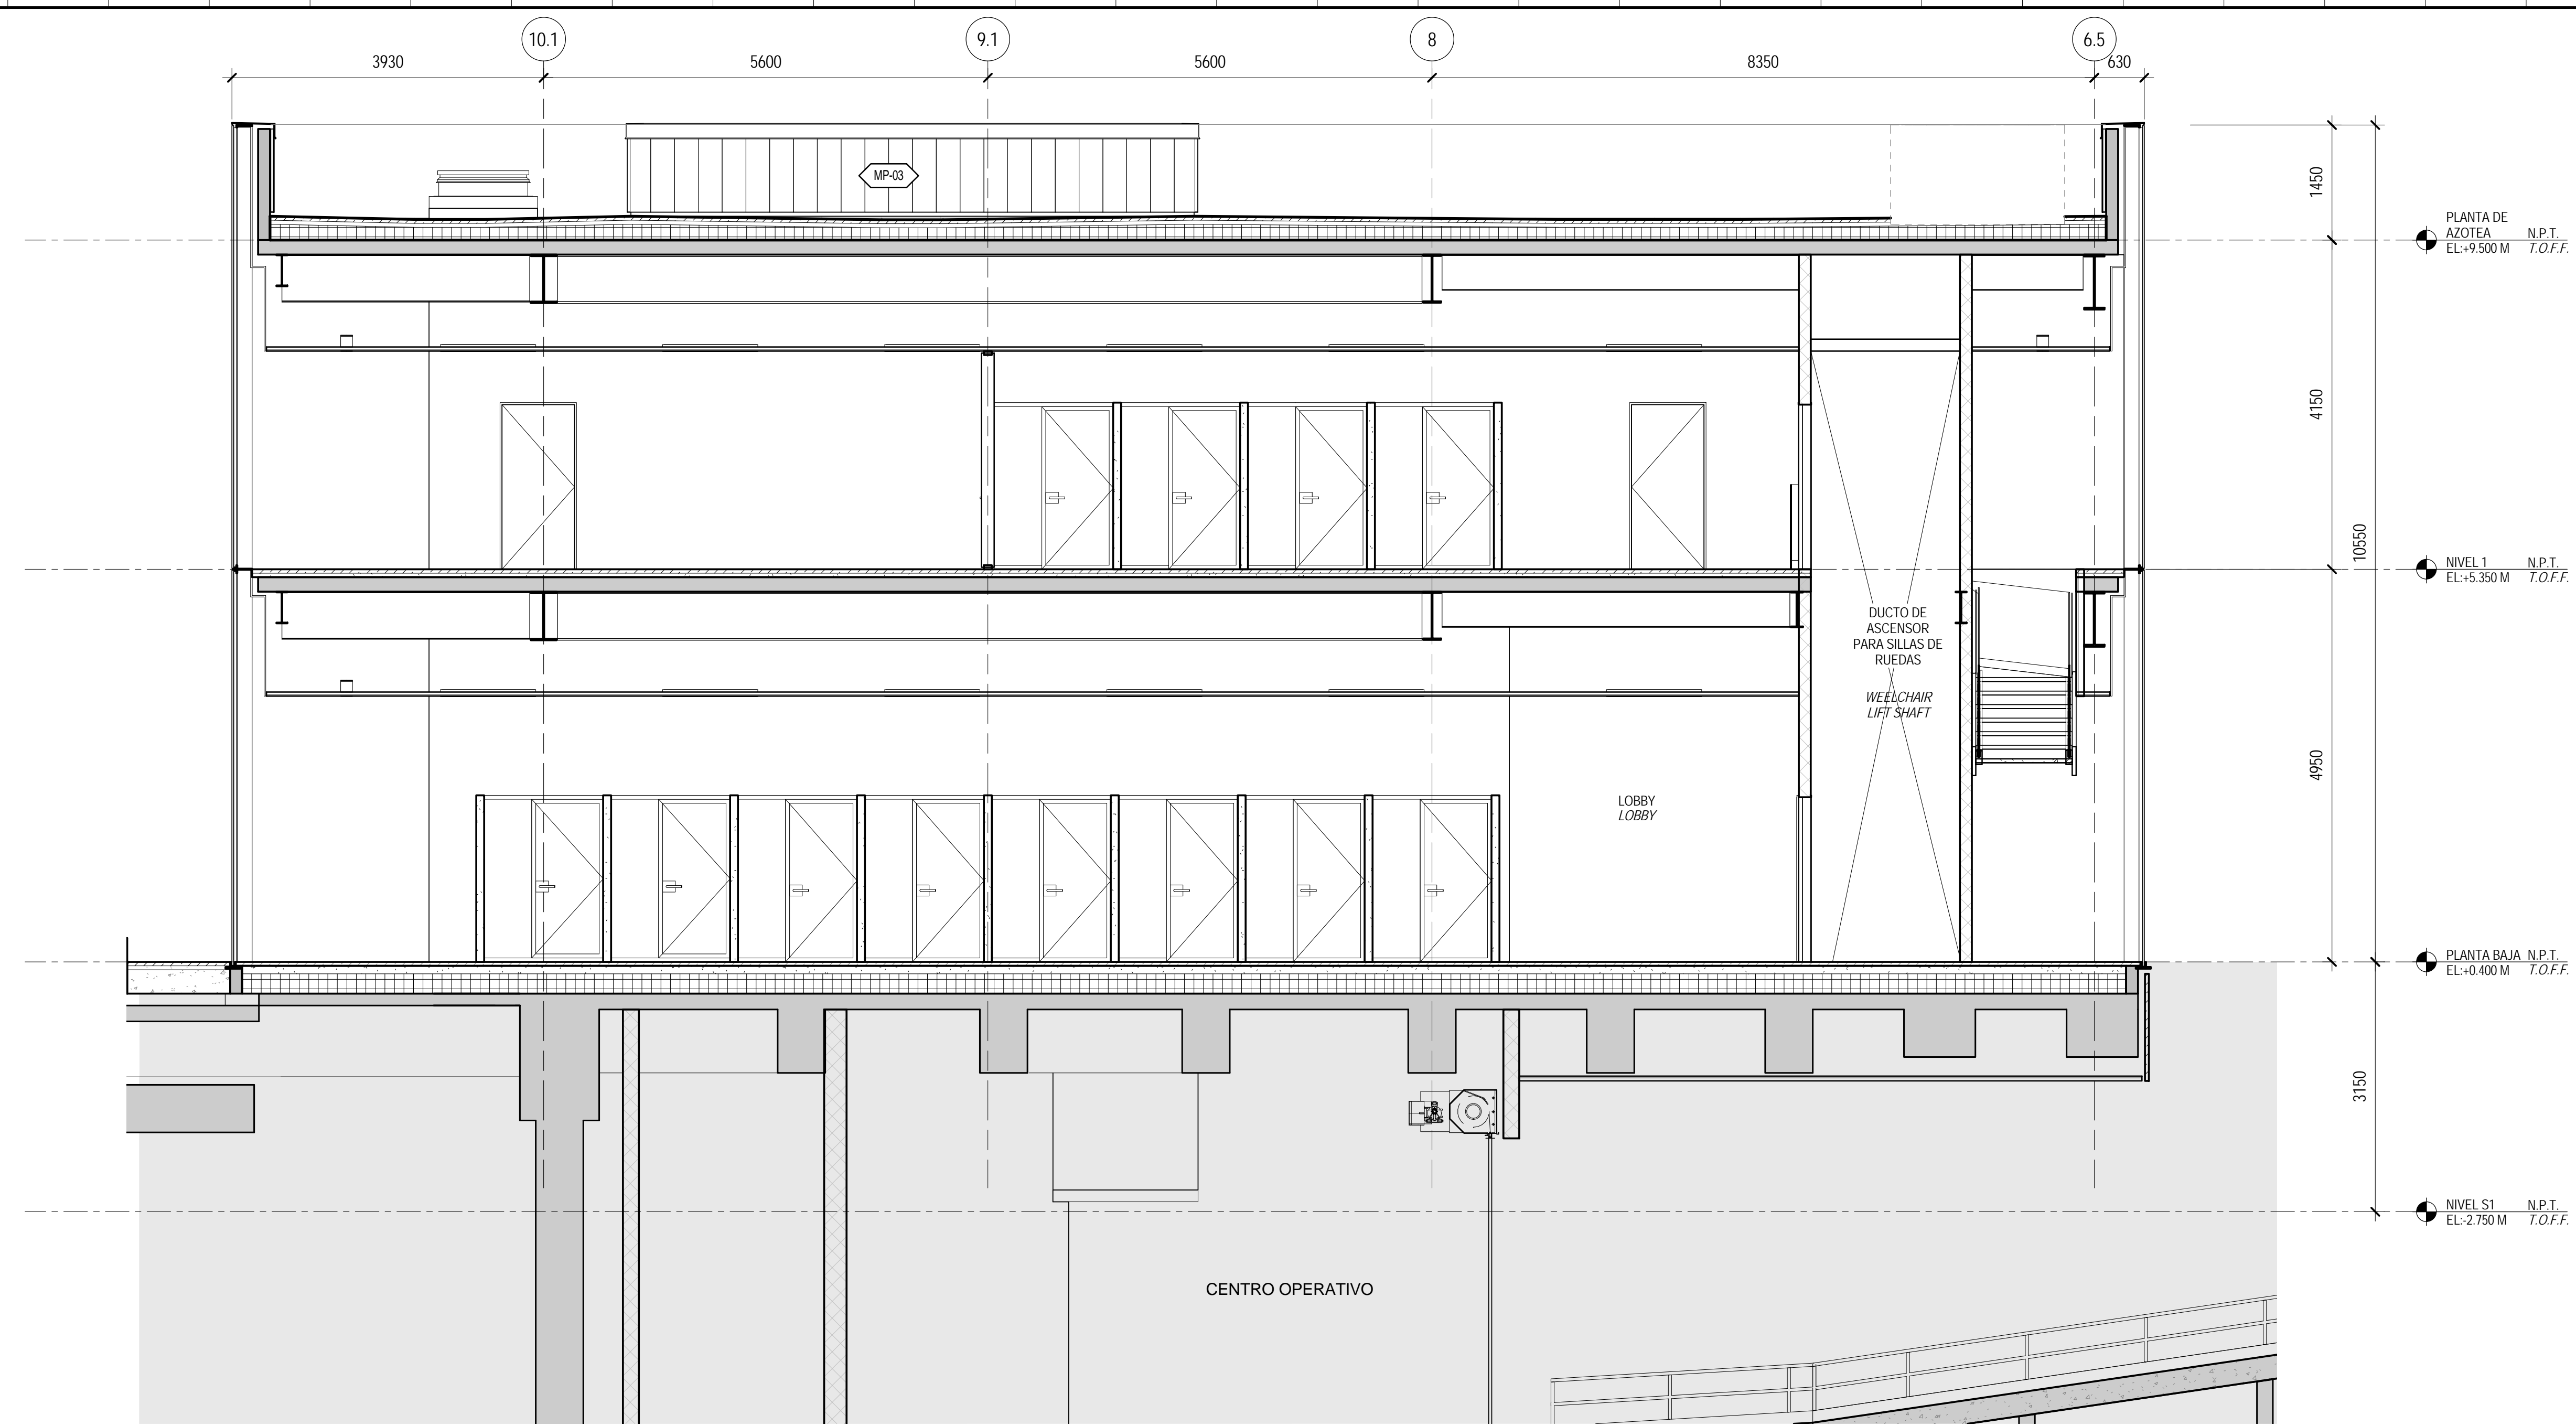 10.1
9.1
8
6.5
3930
5600
5600
8350
630
MP-03
1450
4150
10550
4950
3150
PLANTA DE
AZOTEA N.P.T.
EL:+9.500 M T.O.F.F.
NIVEL 1 N.P.T.
EL:+5.350 M T.O.F.F.
DUCTO DE
ASCENSOR
PARA SILLAS DE
RUEDAS
WEELCHAIR
LIFT SHAFT
LOBBY
LOBBY
PLANTA BAJA N.P.T.
EL:+0.400 M T.O.F.F.
NIVEL S1 N.P.T.
EL:-2.750 M T.O.F.F.
CENTRO OPERATIVO